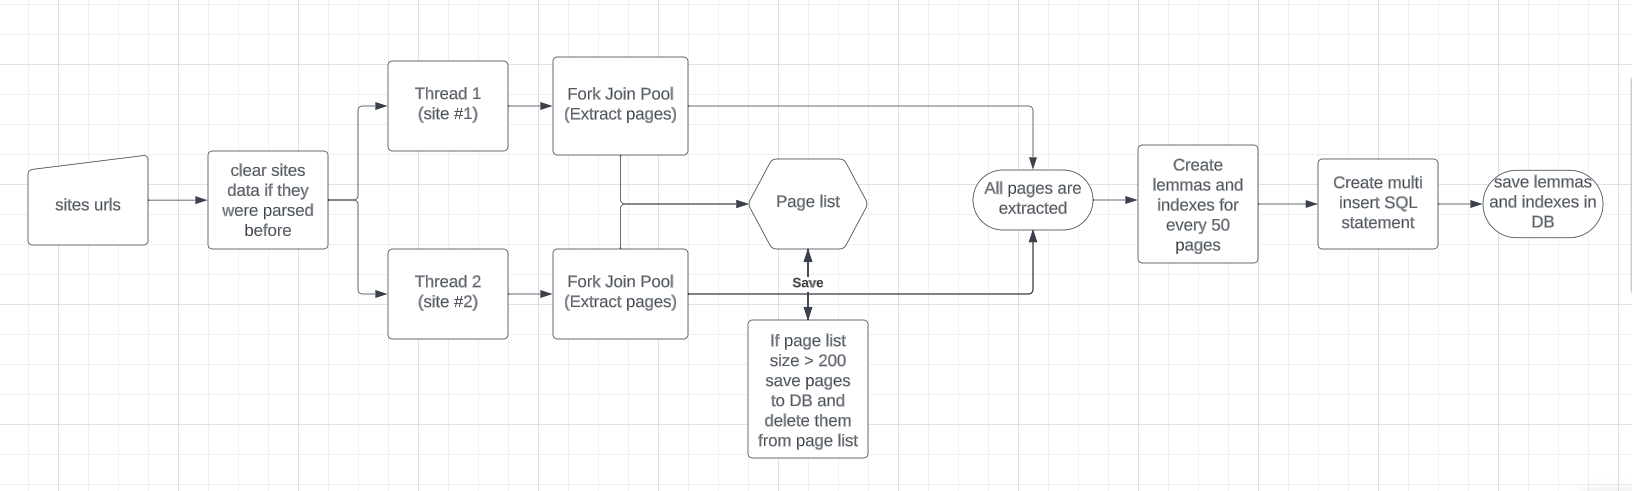 sites urls
clear sites
data if they
were parsed
before
Thread 1
(site #1)
Fork Join Pool
(Extract pages)
Thread 2
(site #2)
Fork Join Pool
(Extract pages)
Page list
Save
If page list
size > 200
save pages
to DB and
delete them
from page list
All pages are
extracted
Create
lemmas and
indexes for
every 50
pages
Create multi
insert SQL
statement
save lemmas
and indexes in
DB